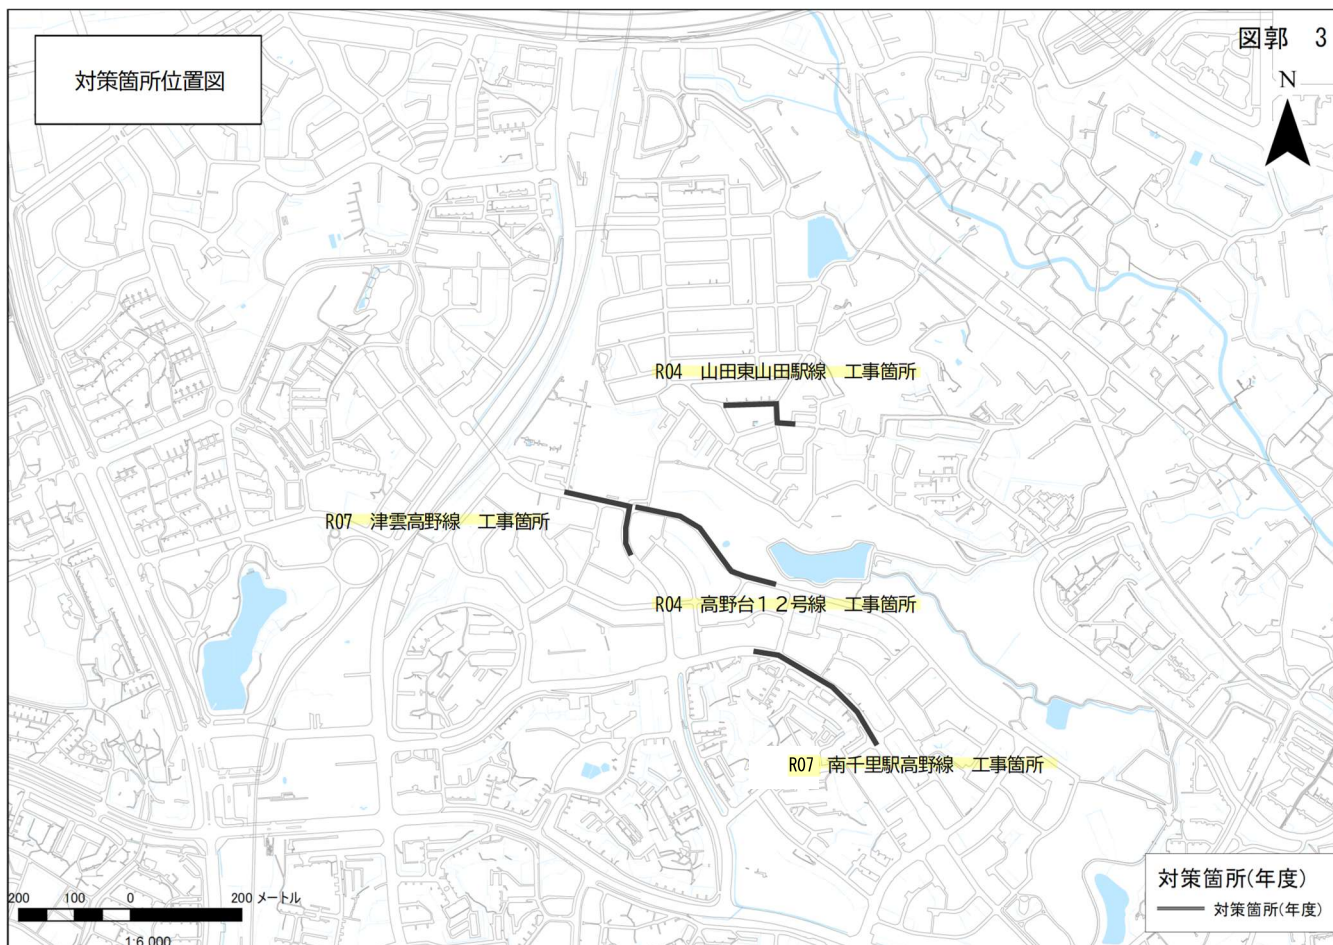 図郭　3
対策箇所位置図
N
R04　山田東山田駅線　工事箇所
R07　津雲高野線　工事箇所
R04　高野台１２号線　工事箇所
R07　南千里駅高野線　工事箇所
対策箇所(年度)
対策箇所(年度)
200　100　0　200 メートル
1:6,000